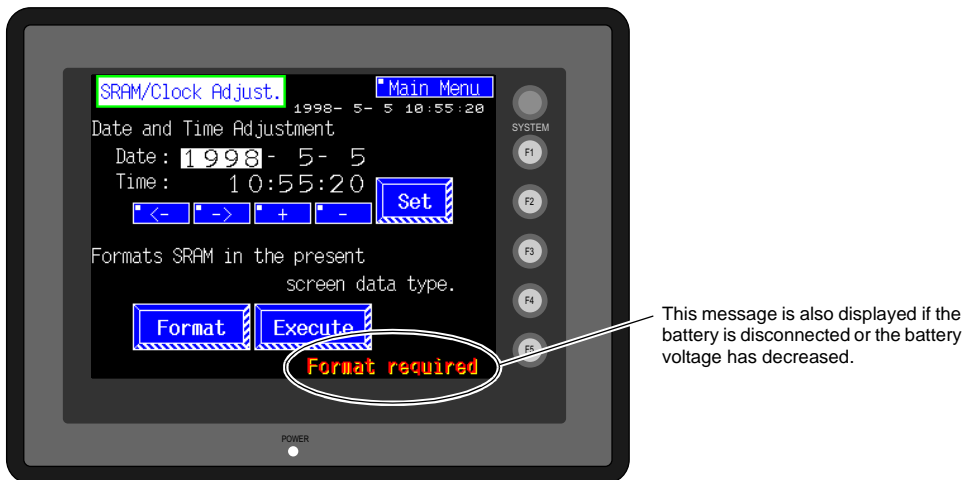 SRAM/Clock Adjust.
Main Menu
1998- 5- 5 10:55:20
SYSTEM
Date and Time Adjustment
F1
Date: 1998- 5- 5
Time: 10:55:20
Set
F2
<- -> + -
Formats SRAM in the present
F3
screen data type.
F4
Format Execute
F5
Format required
This message is also displayed if the
battery is disconnected or the battery
voltage has decreased.
POWER